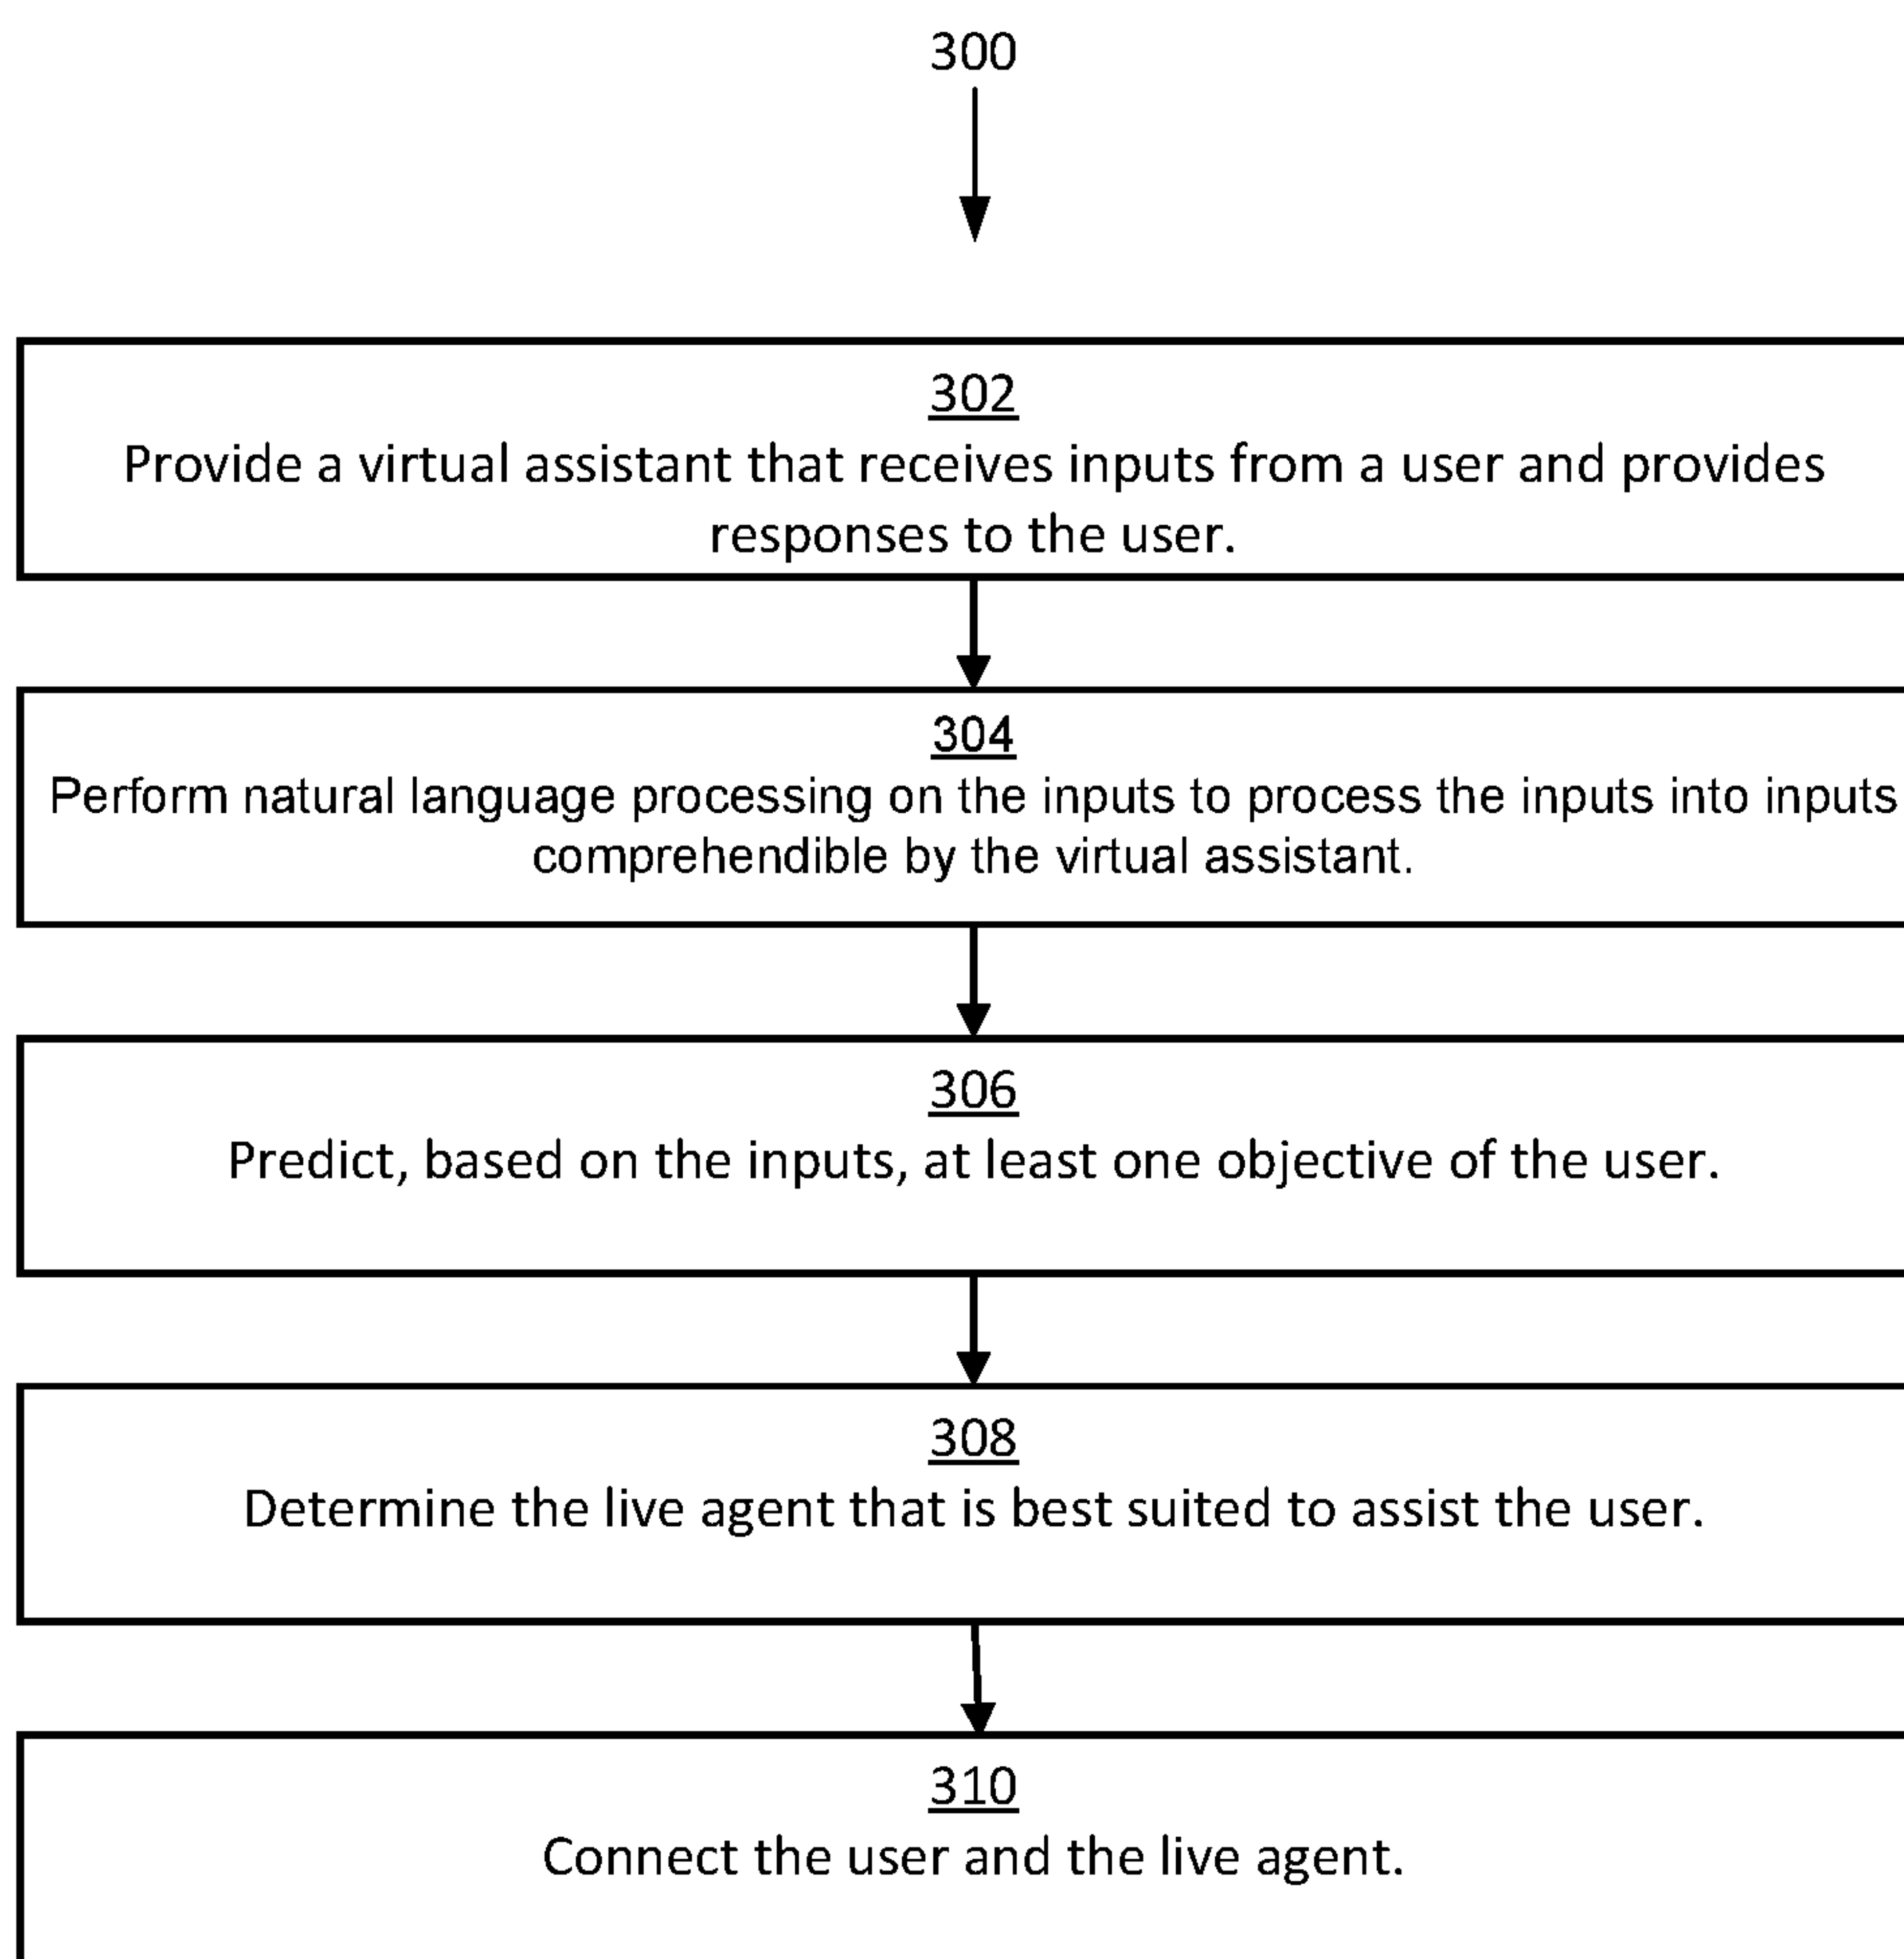 300
302
Provide a virtual assistant that receives inputs from a user and provides
responses to the user.
304
Perform natural language processing on the inputs to process the inputs into inputs
comprehendible by the virtual assistant.
306
Predict, based on the inputs, at least one objective of the user.
308
Determine the live agent that is best suited to assist the user.
310
Connect the user and the live agent.